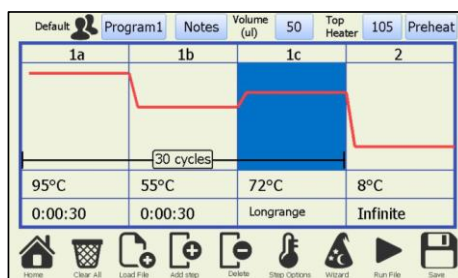 Default Program1 Notes Volume (ul) 50 Top Heater 105 Preheat
1a 1b 1c 2
30 cycles
95°C 55°C 72°C 8°C
0:00:30 0:00:30 Longrange Infinite
Home Clear All Load File Add step Delete Step Options Wizard Run File Save